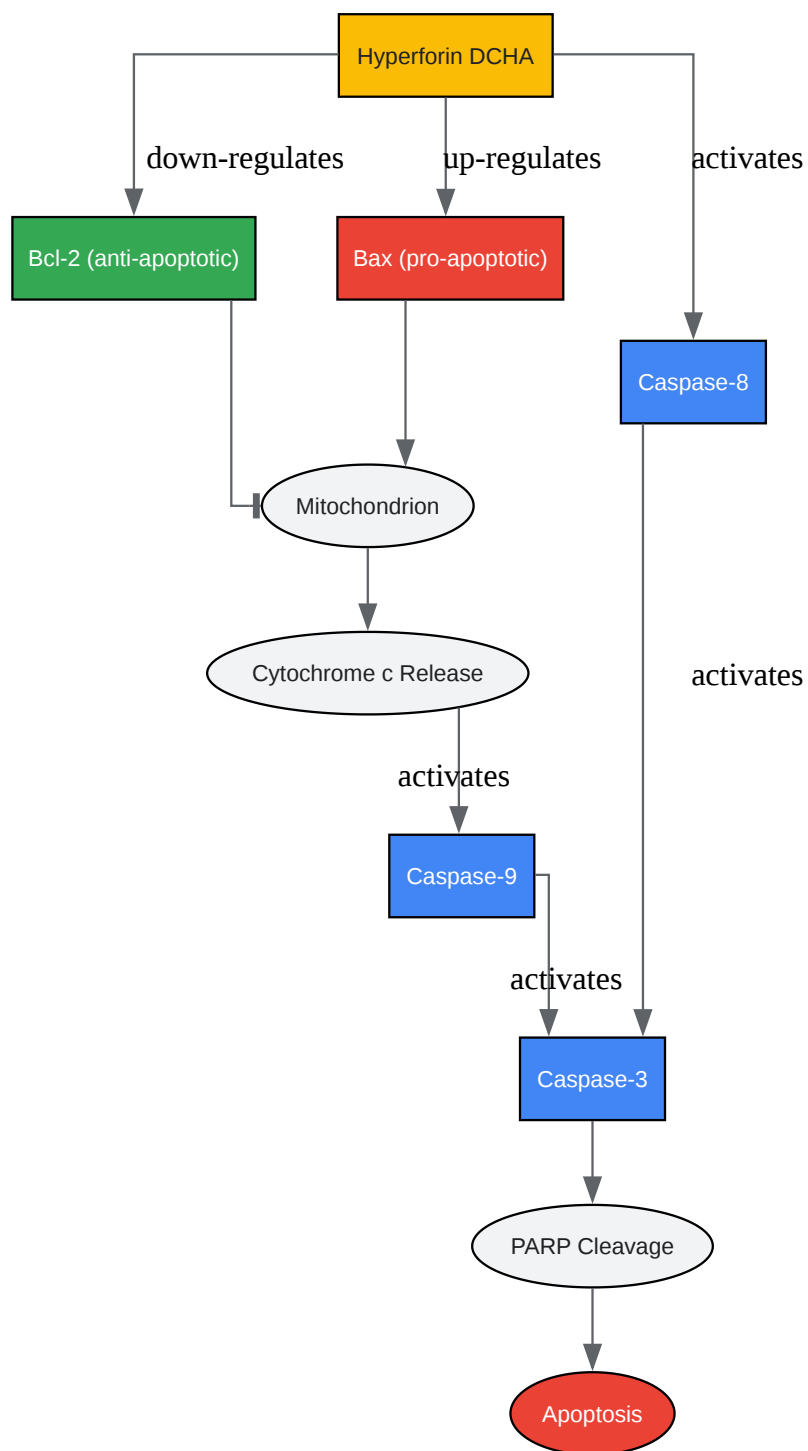 Hyperforin DCHA
down-regulates
up-regulates
activates
Bcl-2 (anti-apoptotic)
Bax (pro-apoptotic)
Caspase-8
Mitochondrion
Cytochrome c Release
activates
activates
Caspase-9
activates
Caspase-3
PARP Cleavage
Apoptosis